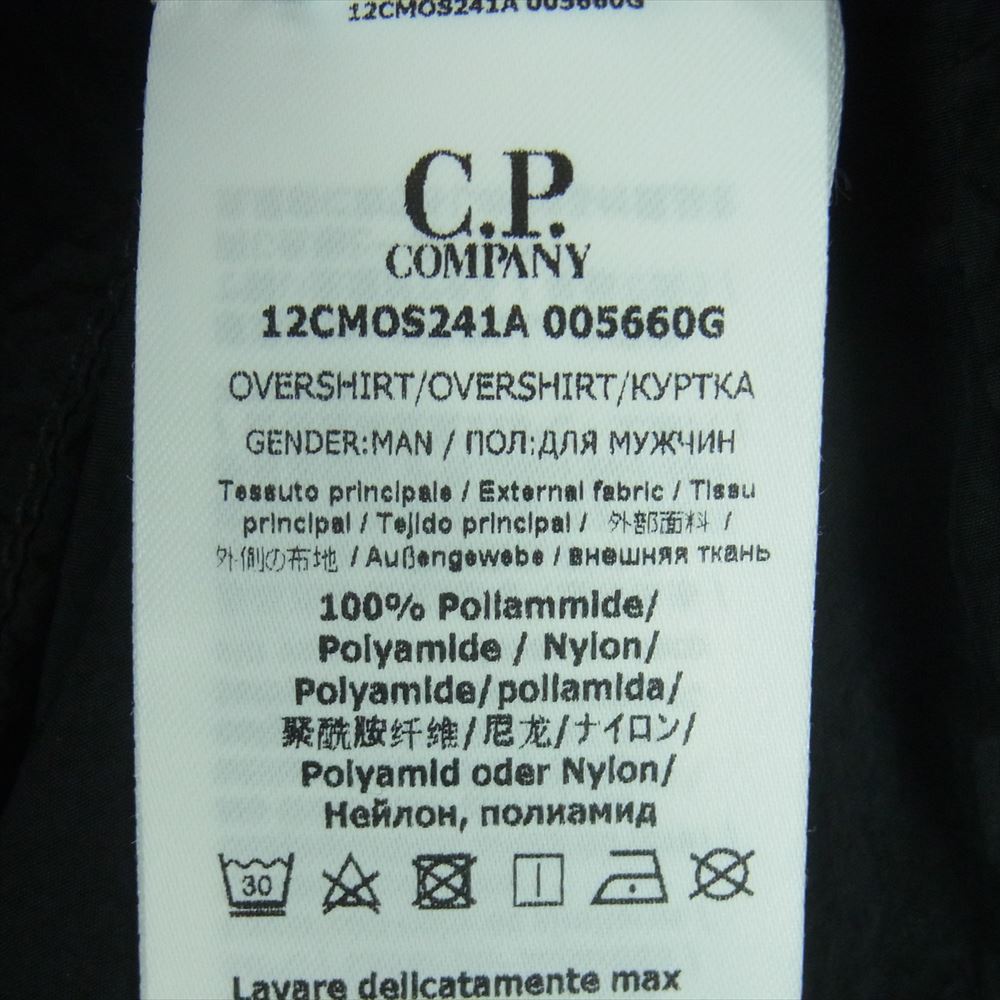 12CMOS241A 005660G
C.P.
COMPANY
12CMOS241A 005660G
OVERSHIRT/OVERSHIRT/КУРТКА
GENDER:MAN / ПОЛ:ДЛЯ МУЖЧИН
Tessuto principale / External fabric / Tissu
principal / Tejido principal / 外部面料 /
外側の布地 / Außengewebe / внешняя ткань
100% Poliammide/
Polyamide / Nylon/
Polyamide/poliamida/
聚酰胺纤维/尼龙/ナイロン/
Polyamid oder Nylon/
Нейлон, полиамид
30
Lavare delicatamente max